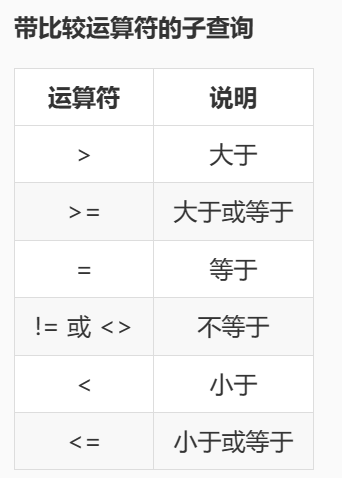 带比较运算符的子查询
运算符 说明
> 大于
>= 大于或等于
= 等于
!= 或 <> 不等于
< 小于
<= 小于或等于